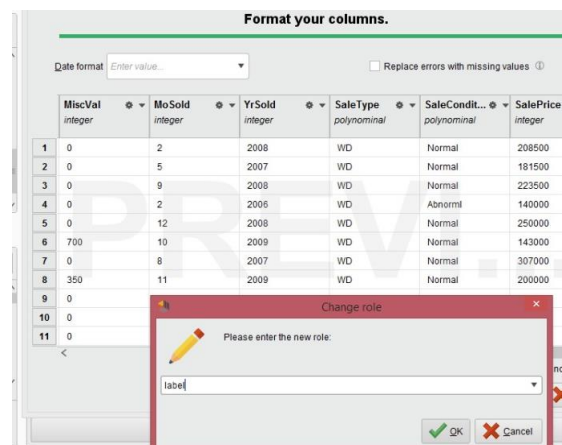 Format your columns.
Date format Enter value... Replace errors with missing values
MiscVal MoSold YrSold SaleType SaleCondit... SalePrice
integer integer integer polynominal polynominal integer
1 0 2 2008 WD Normal 208500
2 0 5 2007 WD Normal 181500
3 0 9 2008 WD Normal 223500
4 0 2 2006 WD Abnorml 140000
5 0 12 2008 WD Normal 250000
6 700 10 2009 WD Normal 143000
7 0 8 2007 WD Normal 307000
8 350 11 2009 WD Normal 200000
9 0
10 0
11 0
PREVI...
Change role
Please enter the new role:
label
OK Cancel